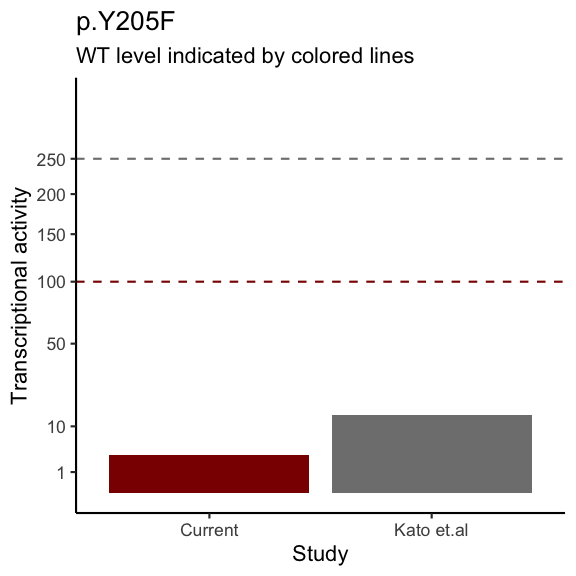 p.Y205F
WT level indicated by colored lines
Transcriptional activity
250
200
150
100
50
10
1
Current
Kato et.al
Study